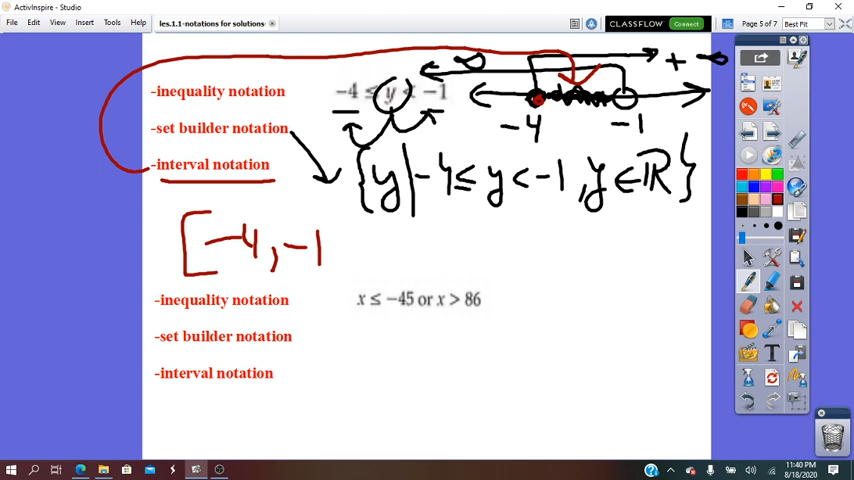 ActivInspire - Studio
File Edit View Insert Tools Help
les.1.1-notations for solutions
CLASSFLOW Connect
Page 5 of 7 Best Fit
-∞ + ∞
-inequality notation -4 ≤ y < -1
-4 -1
-set builder notation {y|-4≤ y < -1, y ∈ ℝ}
-interval notation
[-4, -1
-inequality notation x ≤ -45 or x > 86
-set builder notation
-interval notation
11:40 PM
8/18/2020